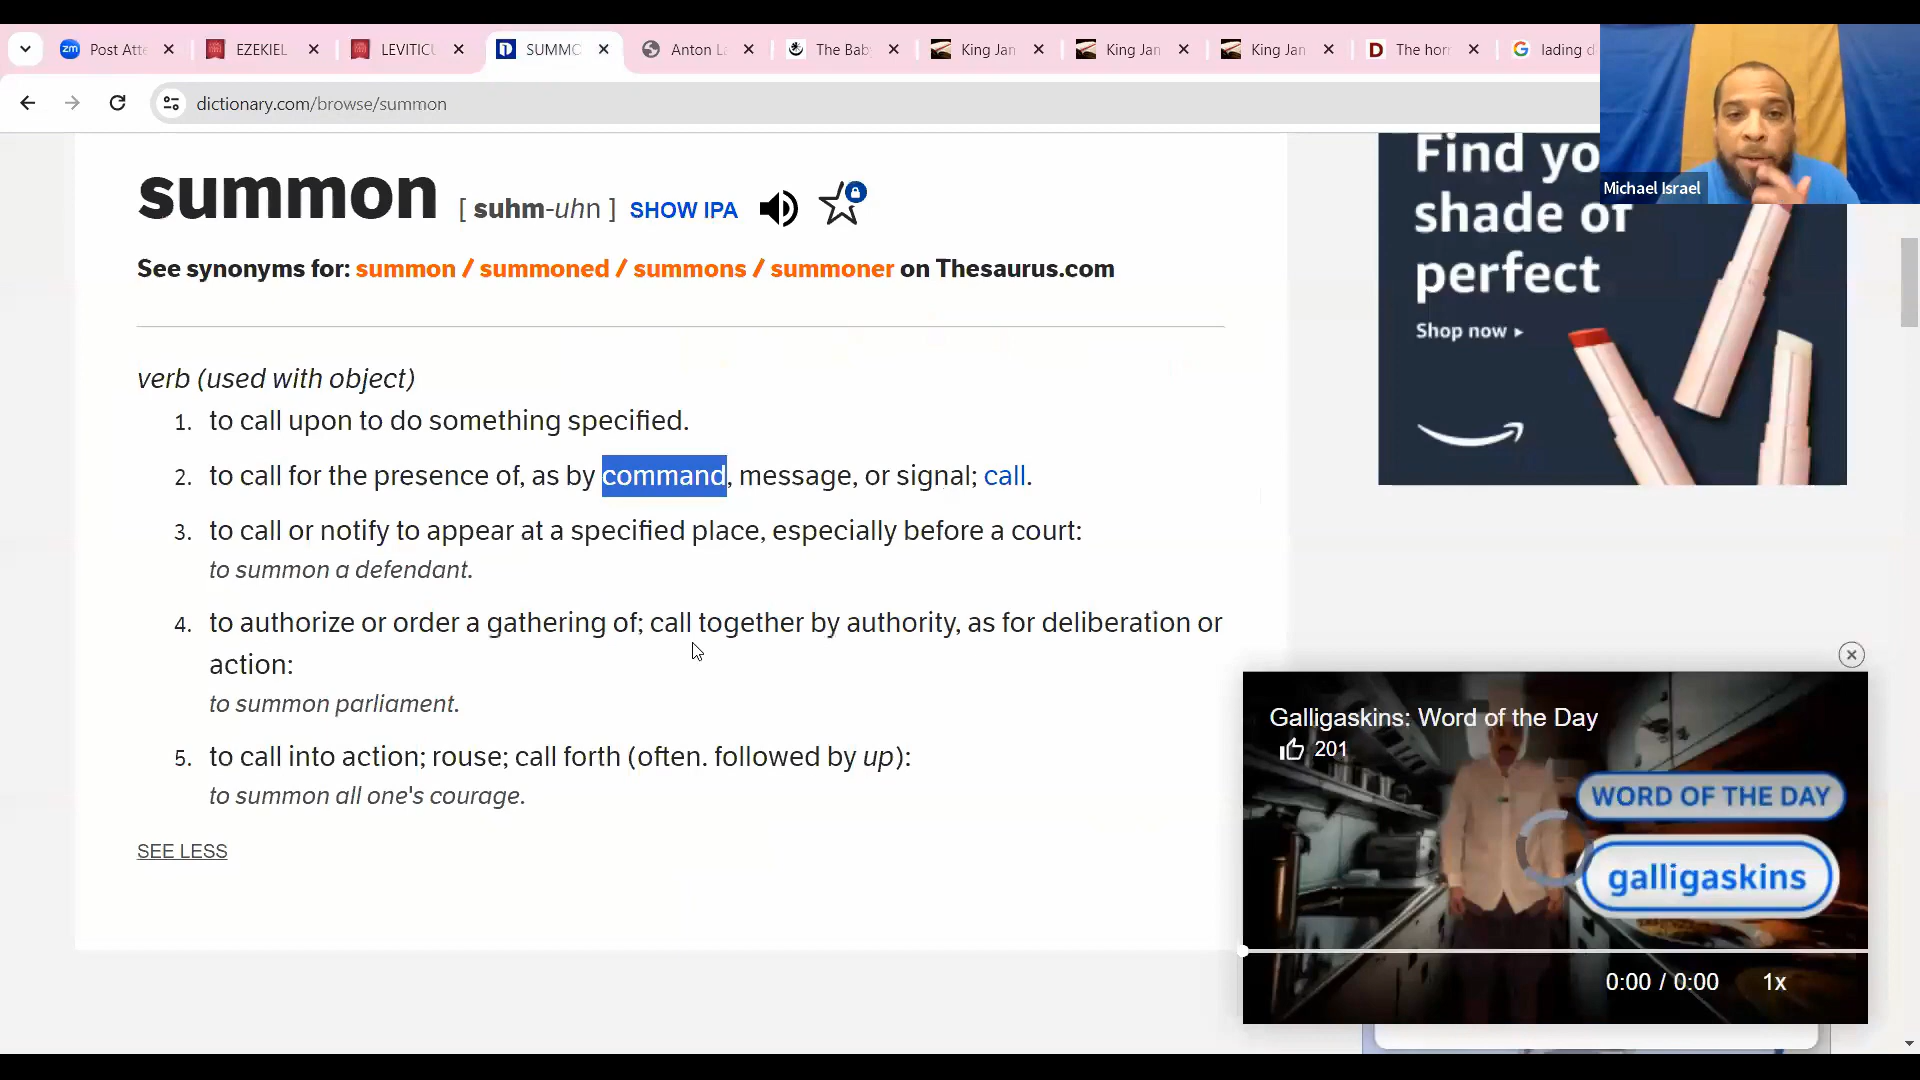 Post Atte
EZEKIEL
LEVITICU
SUMMO
Anton La
The Bab
King Jan
King Jan
King Jan
The hor
lading d
dictionary.com/browse/summon
Michael Israel
summon [ suhm-uhn ] SHOW IPA
See synonyms for: summon / summoned / summons / summoner on Thesaurus.com
verb (used with object)
1. to call upon to do something specified.
2. to call for the presence of, as by command, message, or signal; call.
3. to call or notify to appear at a specified place, especially before a court:
to summon a defendant.
4. to authorize or order a gathering of; call together by authority, as for deliberation or
action:
to summon parliament.
5. to call into action; rouse; call forth (often. followed by up):
to summon all one's courage.
SEE LESS
Find yo
shade of
perfect
Shop now
Galligaskins: Word of the Day
201
WORD OF THE DAY
galligaskins
0:00 / 0:00 1x